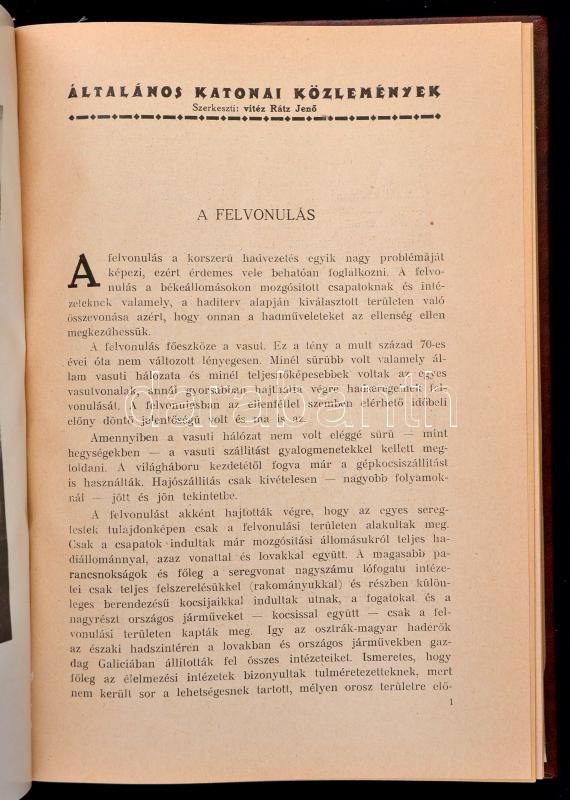 ÁLTALÁNOS KATONAI KÖZLEMÉNYEK
Szerkeszti: vitéz Rátz Jenő
A FELVONULÁS
A felvonulás a korszerű hadvezetés egyik nagy problémáját
képezi, ezért érdemes vele behatóan foglalkozni. A felvo-
nulás a békeállomásokon mozgósított csapatoknak és inté-
zeteknek valamely, a haditerv alapján kiválasztott területen való
összevonása azért, hogy onnan a hadműveleteket az ellenség ellen
megkezdhessük.
A felvonulás főeszköze a vasut. Ez a tény a mult század 70-es
évei óta nem változott lényegesen. Minél sürübb volt valamely ál-
lam vasuti hálózata és minél teljesítőképesebbek voltak az egyes
vasutvonalak, annál gyorsabban hajthatta végre hadseregeinek fel-
vonulását. A felvonulásban az ellenféllel szemben elérhető időbeli
előny döntő jelentőségü volt és ma is az.
Amennyiben a vasuti hálózat nem volt eléggé sürü — mint
hegységekben — a vasuti szállítást gyalogmenetekkel kellett meg-
toldani. A világháboru kezdetétől fogva már a gépkocsiszállítást
is használták. Hajószállítás csak kivételesen — nagyobb folyamok-
nál — jött és jön tekintetbe.
A felvonulást akként hajtották végre, hogy az egyes sereg-
testek tulajdonképen csak a felvonulási területen alakultak meg.
Csak a csapatok indultak már mozgósítási állomásukról teljes ha-
diállománnyal, azaz vonattal és lovakkal együtt. A magasabb pa-
rancsnokságok és főleg a seregvonat nagyszámu lófogatu intéze-
tei csak teljes felszerelésükkel (rakományukkal) és részben külön-
leges berendezésű kocsijaikkal indultak utnak, a fogatokat és a
nagyrészt országos járműveket — kocsissal együtt — csak a fel-
vonulási területen kapták meg. Igy az osztrák-magyar haderők
az északi hadszintéren a lovakban és országos járművekben gaz-
dag Galiciában állították fel összes intézeteiket. Ismeretes, hogy
főleg az élelmezési intézetek bizonyultak tulméretezetteknek, mert
nem került sor a lehetségesnek tartott, mélyen orosz területre elő-
1
darabanth